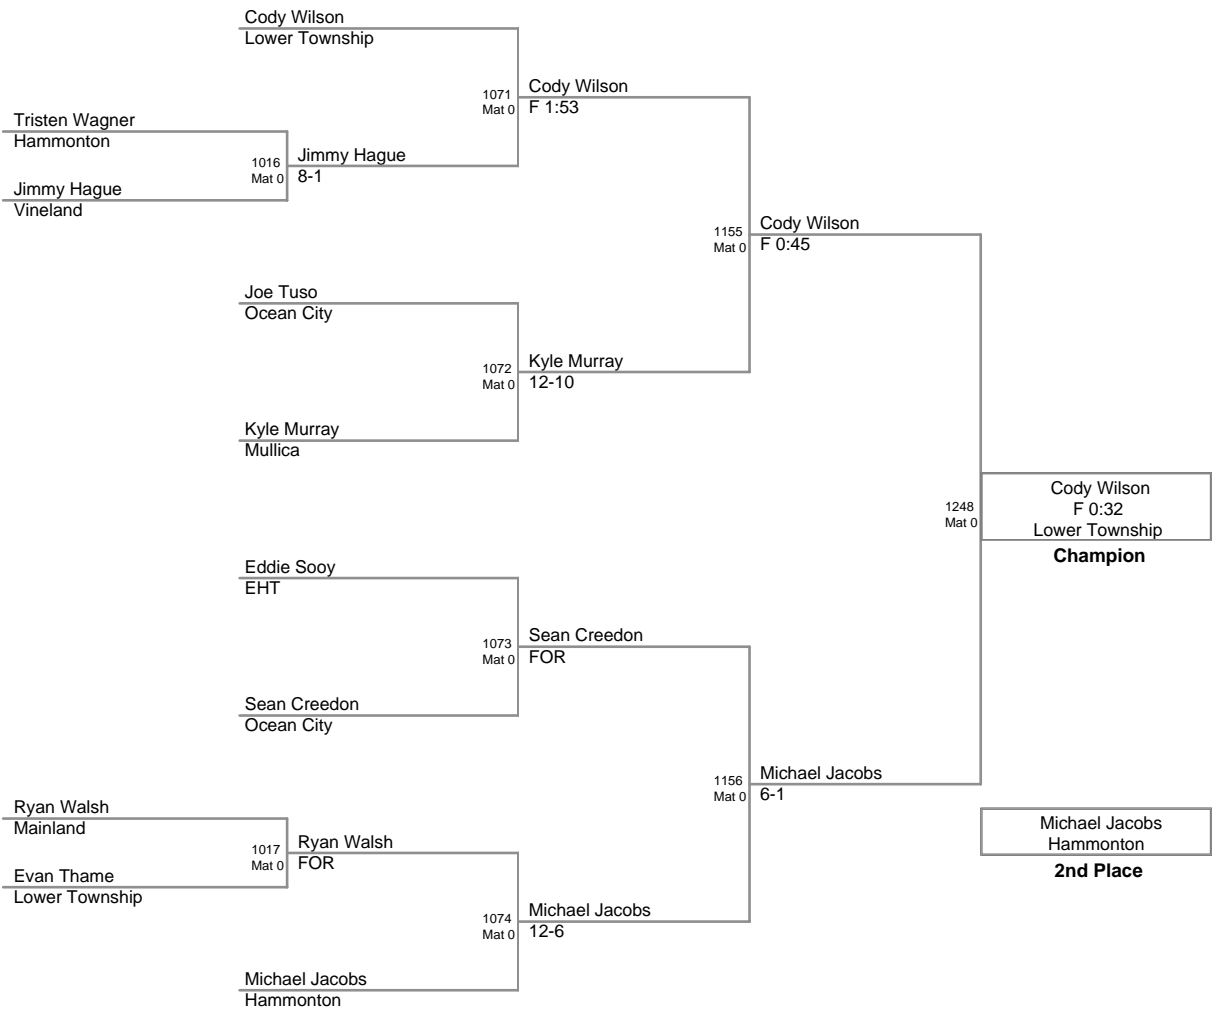 Cody Wilson
Lower Township
1071
Mat 0
Cody Wilson
F 1:53
Tristen Wagner
Hammonton
1016
Mat 0
Jimmy Hague
8-1
Jimmy Hague
Vineland
1155
Mat 0
Cody Wilson
F 0:45
Joe Tuso
Ocean City
1072
Mat 0
Kyle Murray
12-10
Kyle Murray
Mullica
1248
Mat 0
Cody Wilson
F 0:32
Lower Township
Champion
Eddie Sooy
EHT
1073
Mat 0
Sean Creedon
FOR
Sean Creedon
Ocean City
1156
Mat 0
Michael Jacobs
6-1
Ryan Walsh
Mainland
1017
Mat 0
Ryan Walsh
FOR
Evan Thame
Lower Township
Michael Jacobs
Hammonton
2nd Place
1074
Mat 0
Michael Jacobs
12-6
Michael Jacobs
Hammonton